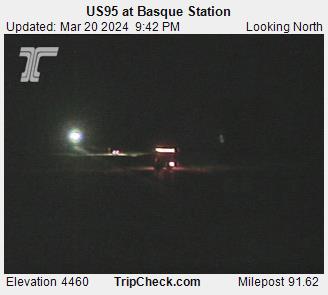 US95 at Basque Station
Updated: Mar 20 2024 9:42 PM Looking North
Elevation 4460 TripCheck.com Milepost 91.62